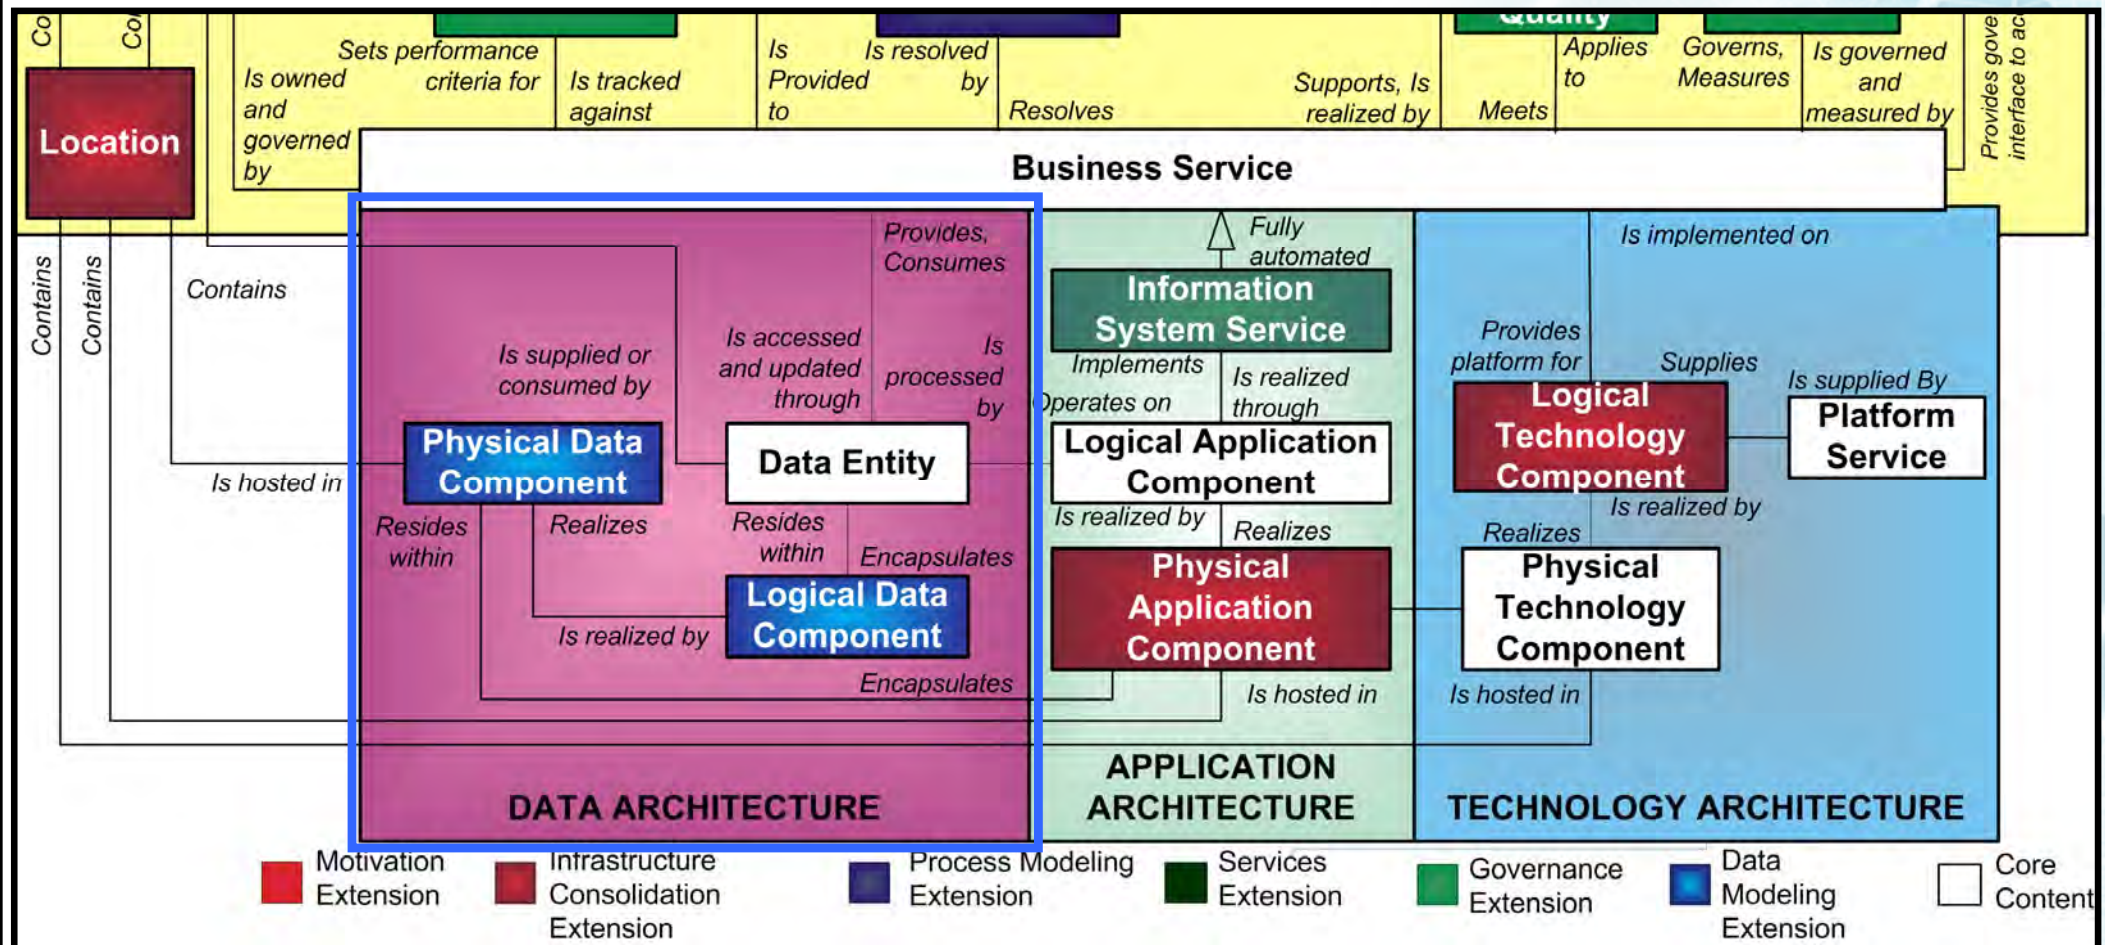 Quality
Sets performance
criteria for
Is tracked
against
Is
Provided
to
Is resolved
by
Resolves
Supports, Is
realized by
Meets
Applies
to
Governs,
Measures
Is governed
and
measured by
Is owned
and
governed
by
Location
Business Service
Contains
Contains
Contains
Provides,
Consumes
Fully
automated
Is implemented on
Information
System Service
Is supplied or
consumed by
Is accessed
and updated
through
Is
processed
by
Implements
Is realized
through
Operates on
Provides
platform for
Supplies
Is supplied By
Logical
Technology
Component
Platform
Service
Physical Data
Component
Data Entity
Logical Application
Component
Is hosted in
Resides
within
Realizes
Resides
within
Encapsulates
Is realized by
Realizes
Is realized by
Realizes
Logical Data
Component
Is realized by
Physical
Application
Component
Physical
Technology
Component
Encapsulates
Is hosted in
Is hosted in
DATA ARCHITECTURE
APPLICATION
ARCHITECTURE
TECHNOLOGY ARCHITECTURE
Motivation
Extension
Infrastructure
Consolidation
Extension
Process Modeling
Extension
Services
Extension
Governance
Extension
Data
Modeling
Extension
Core
Content
Provides
interface to